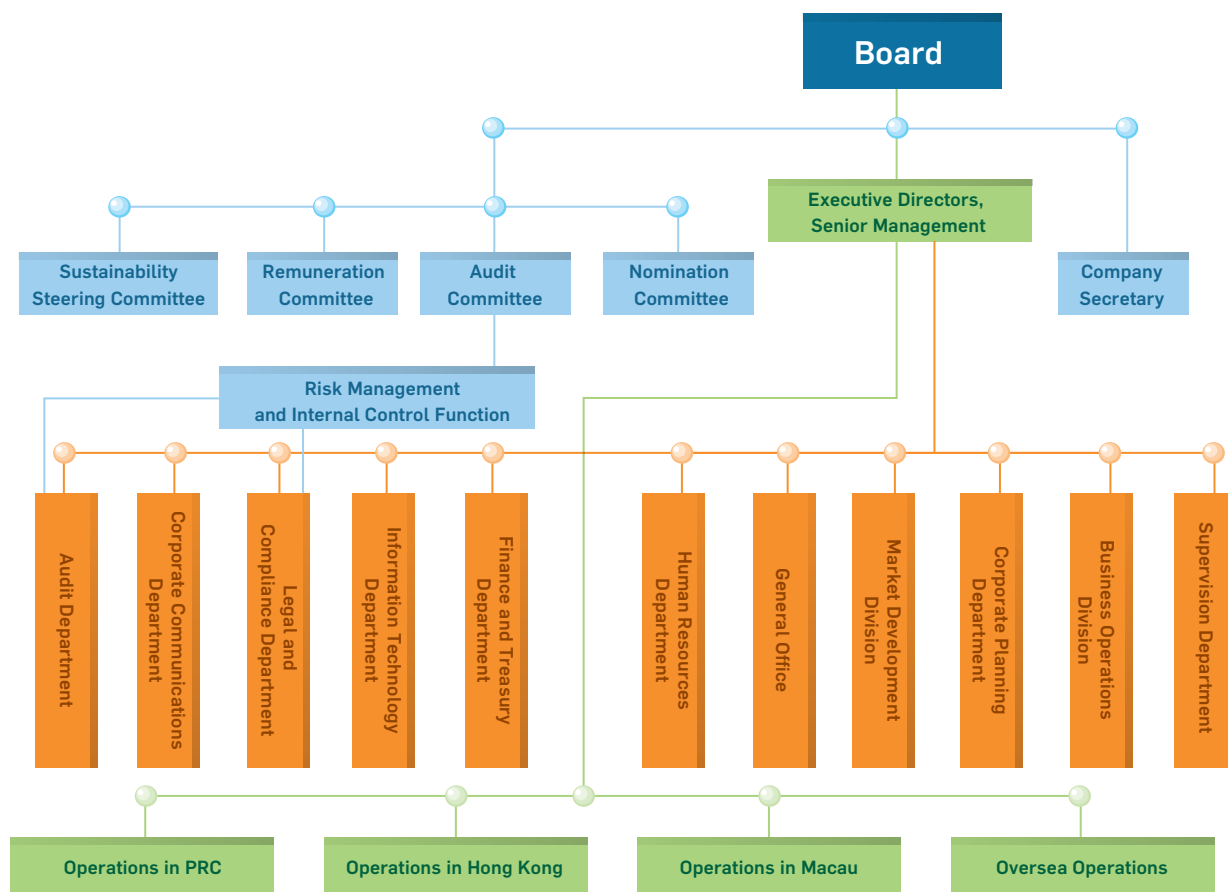 Board
Executive Directors,
Senior Management
Sustainability
Steering Committee
Remuneration
Committee
Audit
Committee
Nomination
Committee
Company
Secretary
Risk Management
and Internal Control Function
Audit Department
Corporate Communications
Department
Legal and
Compliance Department
Information Technology
Department
Finance and Treasury
Department
Human Resources
Department
General Office
Market Development
Division
Corporate Planning
Department
Business Operations
Division
Supervision Department
Operations in PRC
Operations in Hong Kong
Operations in Macau
Oversea Operations